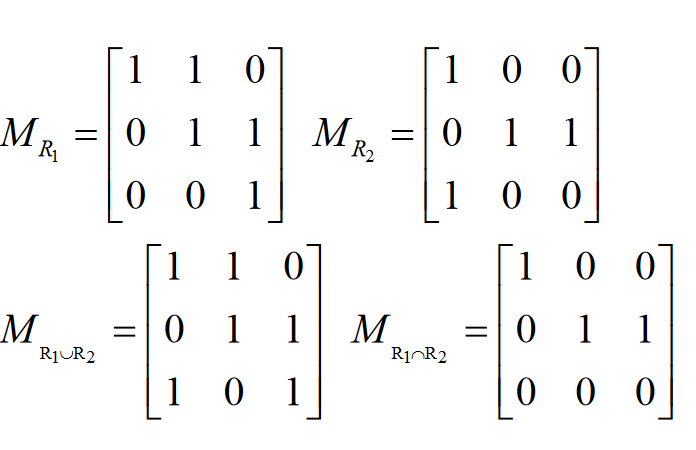 M_{R_1} = [1 1 0; 0 1 1; 0 0 1] M_{R_2} = [1 0 0; 0 1 1; 1 0 0]
M_{R1∪R2} = [1 1 0; 0 1 1; 1 0 1] M_{R1∩R2} = [1 0 0; 0 1 1; 0 0 0]